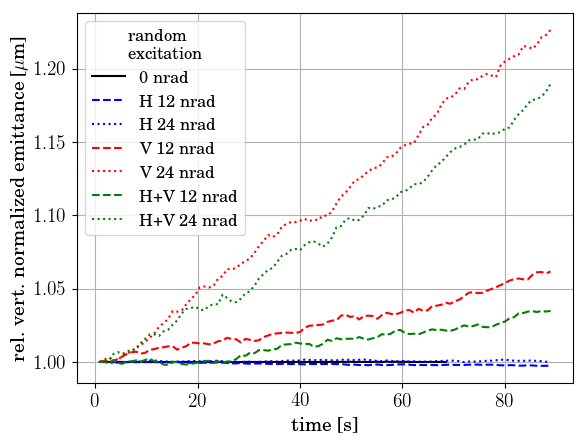 random
excitation
0 nrad
H 12 nrad
H 24 nrad
V 12 nrad
V 24 nrad
H+V 12 nrad
H+V 24 nrad
rel. vert. normalized emittance [μm]
1.20
1.15
1.10
1.05
1.00
0 20 40 60 80
time [s]